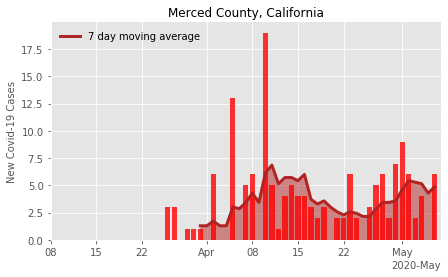 Merced County, California
7 day moving average
New Covid-19 Cases
17.5
15.0
12.5
10.0
7.5
5.0
2.5
0.0
08 15 22 Apr 08 15 22 May
2020-May